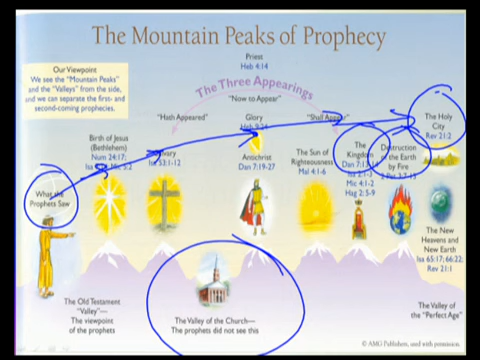 The Mountain Peaks of Prophecy
Priest
Heb 4:14
Our Viewpoint
We see the "Mountain Peaks"
and the "Valleys" from the side,
and we can separate the first- and
second-coming prophecies.
The Three Appearings
"Now to Appear"
"Hath Appeared"
Glory
"Shall Appear"
The Holy
City
Rev 21:2
Birth of Jesus
(Bethlehem)
Num 24:17;
Isa 53:1-12
Antichrist
Dan 7:19-27
The Sun of
Righteousness
Mal 4:1-6
The
Kingdom
Isa 2:1-5
Mic 4:1-2
Hag 2:5-9
Destruction
of the Earth
by Fire
What the
Prophets Saw
The New
Heavens and
New Earth
Isa 65:17; 66:22;
Rev 21:1
The Old Testament
"Valley"—
The viewpoint
of the prophets
The Valley of the Church—
The prophets did not see this
The Valley of
the "Perfect Age"
© AMG Publishers, used with permission.